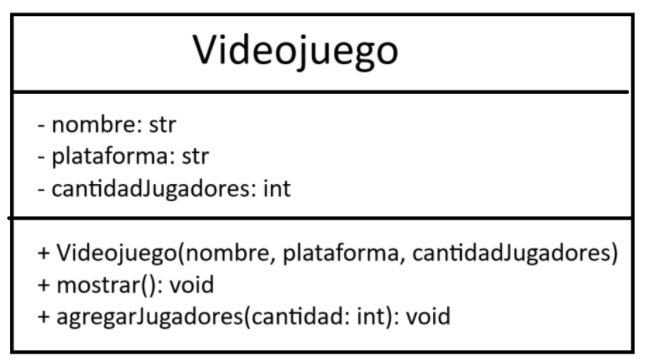 Videojuego
- nombre: str
- plataforma: str
- cantidadJugadores: int
+ Videojuego(nombre, plataforma, cantidadJugadores)
+ mostrar(): void
+ agregarJugadores(cantidad: int): void